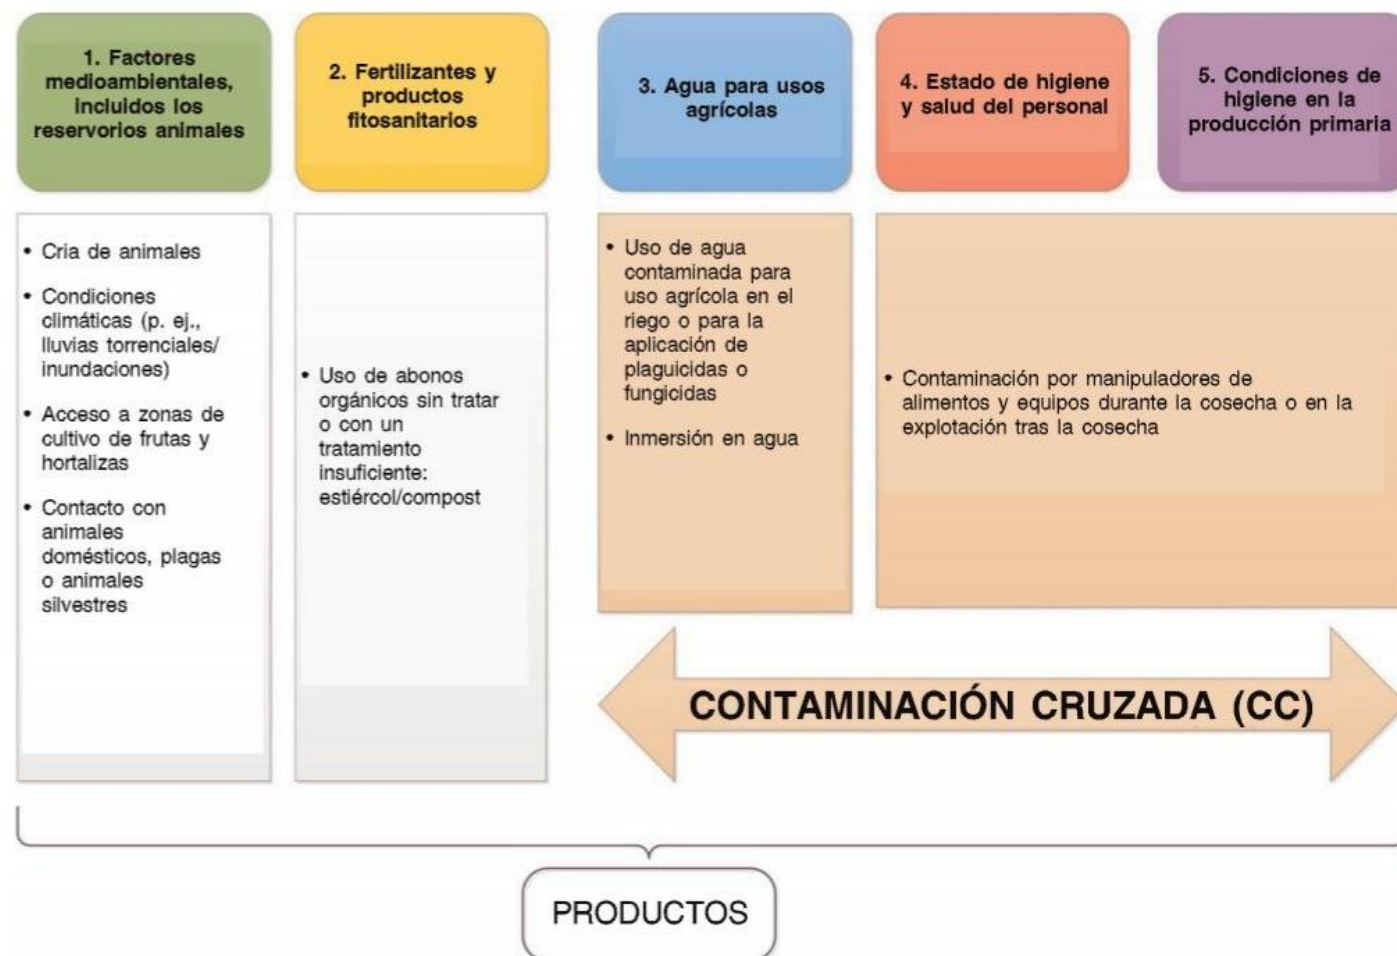 1. Factores
medioambientales,
incluidos los
reservorios animales
2. Fertilizantes y
productos
fitosanitarios
3. Agua para usos
agrícolas
4. Estado de higiene
y salud del personal
5. Condiciones de
higiene en la
producción primaria
• Cria de animales
• Condiciones
climáticas (p. ej.,
lluvias torrenciales/
inundaciones)
• Acceso a zonas de
cultivo de frutas y
hortalizas
• Contacto con
animales
domésticos, plagas
o animales
silvestres
• Uso de abonos
orgánicos sin tratar
o con un
tratamiento
insuficiente:
estiércol/compost
• Uso de agua
contaminada para
uso agrícola en el
riego o para la
aplicación de
plaguicidas o
fungicidas
• Inmersión en agua
• Contaminación por manipuladores de
alimentos y equipos durante la cosecha o en la
explotación tras la cosecha
CONTAMINACIÓN CRUZADA (CC)
PRODUCTOS